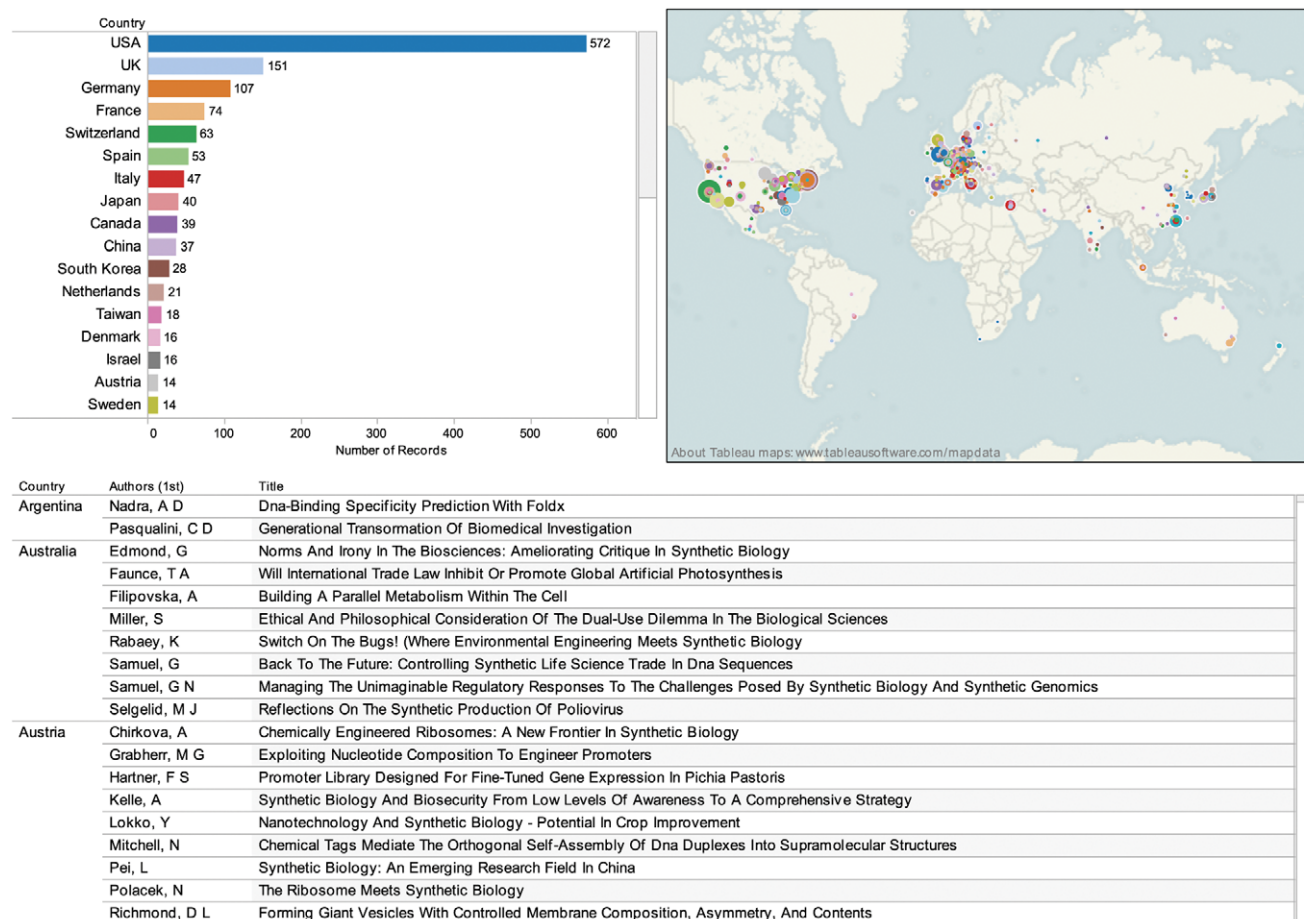 Country
USA 572
UK 151
Germany 107
France 74
Switzerland 63
Spain 53
Italy 47
Japan 40
Canada 39
China 37
South Korea 28
Netherlands 21
Taiwan 18
Denmark 16
Israel 16
Austria 14
Sweden 14
0 100 200 300 400 500 600
Number of Records
About Tableau maps: www.tableausoftware.com/mapdata
Country Authors (1st) Title
Argentina Nadra, A D Dna-Binding Specificity Prediction With Foldx
Pasqualini, C D Generational Transormation Of Biomedical Investigation
Australia Edmond, G Norms And Irony In The Biosciences: Ameliorating Critique In Synthetic Biology
Faunce, T A Will International Trade Law Inhibit Or Promote Global Artificial Photosynthesis
Filipovska, A Building A Parallel Metabolism Within The Cell
Miller, S Ethical And Philosophical Consideration Of The Dual-Use Dilemma In The Biological Sciences
Rabaey, K Switch On The Bugs! (Where Environmental Engineering Meets Synthetic Biology
Samuel, G Back To The Future: Controlling Synthetic Life Science Trade In Dna Sequences
Samuel, G N Managing The Unimaginable Regulatory Responses To The Challenges Posed By Synthetic Biology And Synthetic Genomics
Selgelid, M J Reflections On The Synthetic Production Of Poliovirus
Austria Chirkova, A Chemically Engineered Ribosomes: A New Frontier In Synthetic Biology
Grabherr, M G Exploiting Nucleotide Composition To Engineer Promoters
Hartner, F S Promoter Library Designed For Fine-Tuned Gene Expression In Pichia Pastoris
Kelle, A Synthetic Biology And Biosecurity From Low Levels Of Awareness To A Comprehensive Strategy
Lokko, Y Nanotechnology And Synthetic Biology - Potential In Crop Improvement
Mitchell, N Chemical Tags Mediate The Orthogonal Self-Assembly Of Dna Duplexes Into Supramolecular Structures
Pei, L Synthetic Biology: An Emerging Research Field In China
Polacek, N The Ribosome Meets Synthetic Biology
Richmond, D L Forming Giant Vesicles With Controlled Membrane Composition, Asymmetry, And Contents